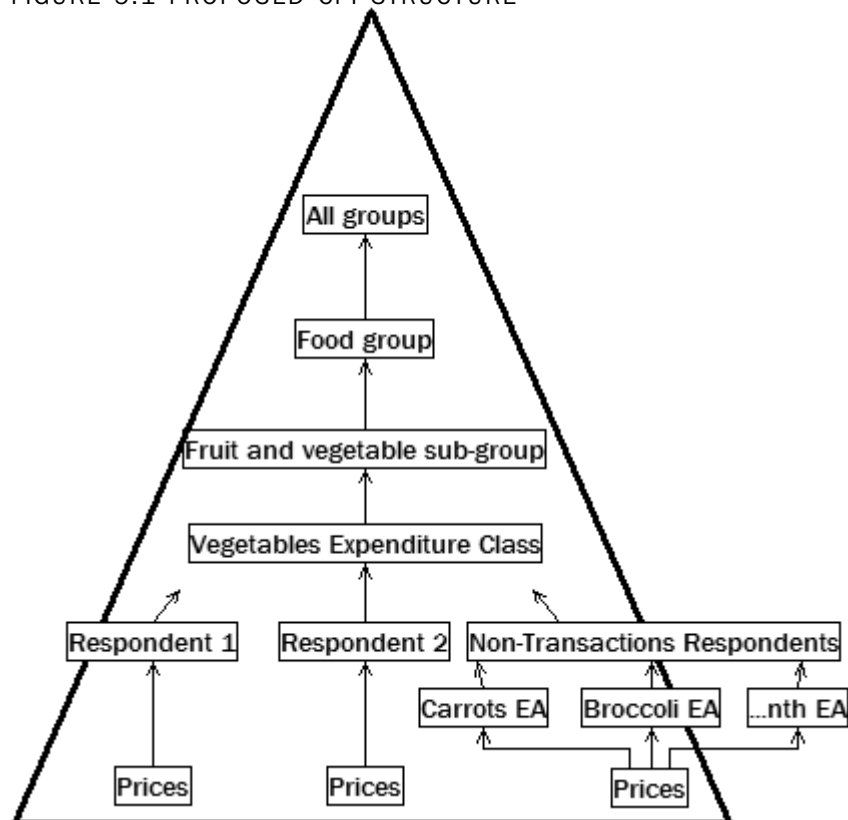 FIGURE 5.1 PROPOSED CPI STRUCTURE
All groups
Food group
Fruit and vegetable sub-group
Vegetables Expenditure Class
Respondent 1
Respondent 2
Non-Transactions Respondents
Carrots EA
Broccoli EA
...nth EA
Prices
Prices
Prices